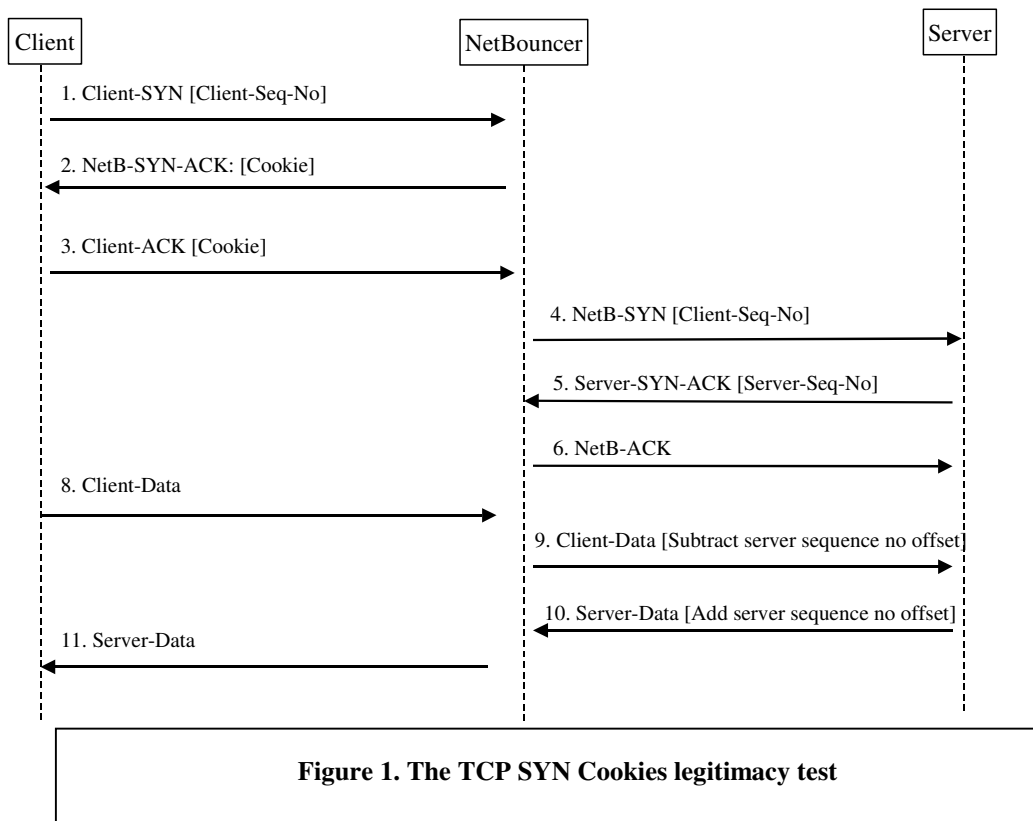 Client
NetBouncer
Server
1. Client-SYN [Client-Seq-No]
2. NetB-SYN-ACK: [Cookie]
3. Client-ACK [Cookie]
4. NetB-SYN [Client-Seq-No]
5. Server-SYN-ACK [Server-Seq-No]
6. NetB-ACK
8. Client-Data
9. Client-Data [Subtract server sequence no offset]
10. Server-Data [Add server sequence no offset]
11. Server-Data
Figure 1. The TCP SYN Cookies legitimacy test